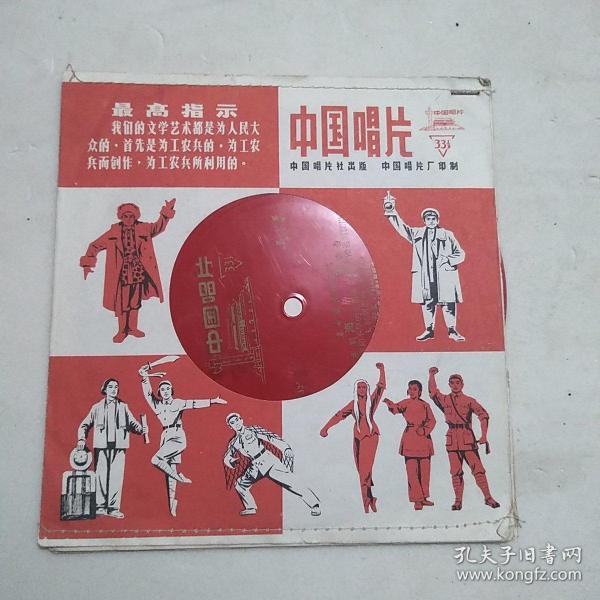 最高指示
我们的文学艺术都是为人民大
众的，首先是为工农兵的，为工农
兵而创作，为工农兵所利用的。
中国唱片
中国唱片
33⅓
中国唱片社出版 中国唱片厂印制
中国唱片
33⅓
孔夫子旧书网
www.kongfz.com